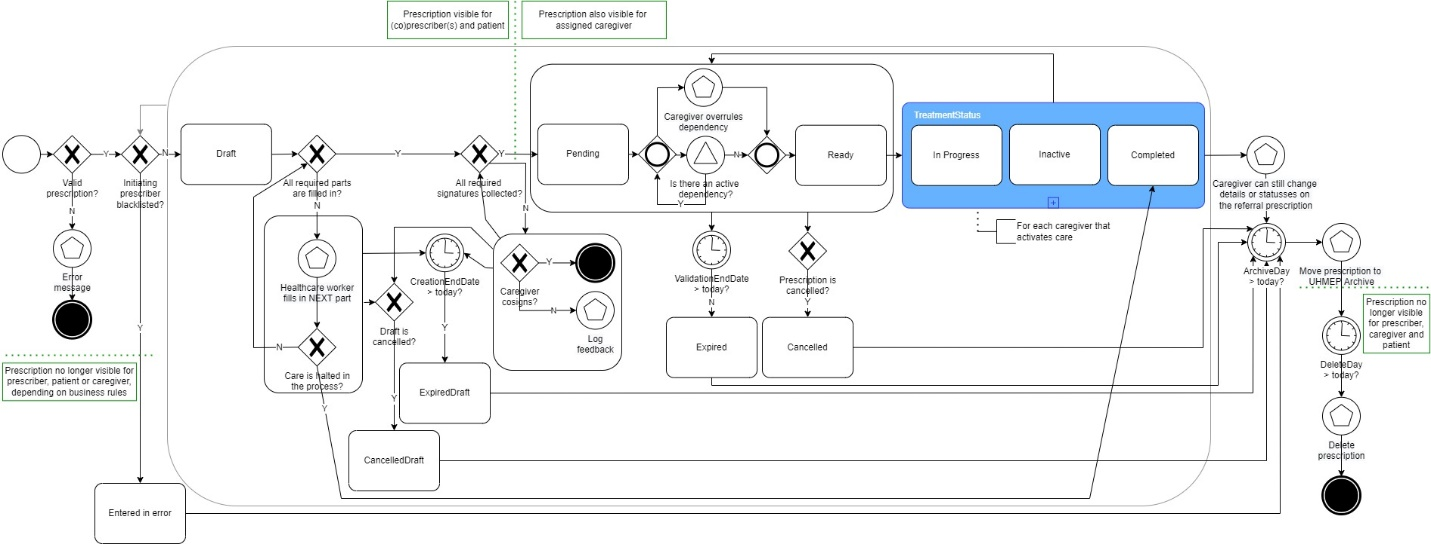 Prescription visible for
(co)prescriber(s) and patient
Prescription also visible for
assigned caregiver
Y
Valid
prescription?
N
Error
message
Initiating
prescriber
blacklisted?
N
Y
Prescription no longer visible for
prescriber, patient or caregiver,
depending on business rules
Entered in error
Draft
All required parts
are filled in?
Y
N
Healthcare worker
fills in NEXT part
N
Care is halted in
the process?
Y
All required
signatures collected?
Y
N
CreationEndDate
> today?
Y
Draft is
cancelled?
Y
ExpiredDraft
CancelledDraft
Caregiver
cosigns?
Y
N
Log
feedback
Pending
Caregiver overrules
dependency
Is there an active
dependency?
N
Y
Ready
ValidationEndDate
> today?
N
Expired
Prescription is
cancelled?
Y
Cancelled
TreatmentStatus
In Progress
Inactive
Completed
For each caregiver that
activates care
Caregiver can still change
details or statusses on
the referral prescription
ArchiveDay
> today?
Move prescription to
UHMEP Archive
Prescription no
longer visible
for prescriber,
caregiver and
patient
DeleteDay
> today?
Delete
prescription